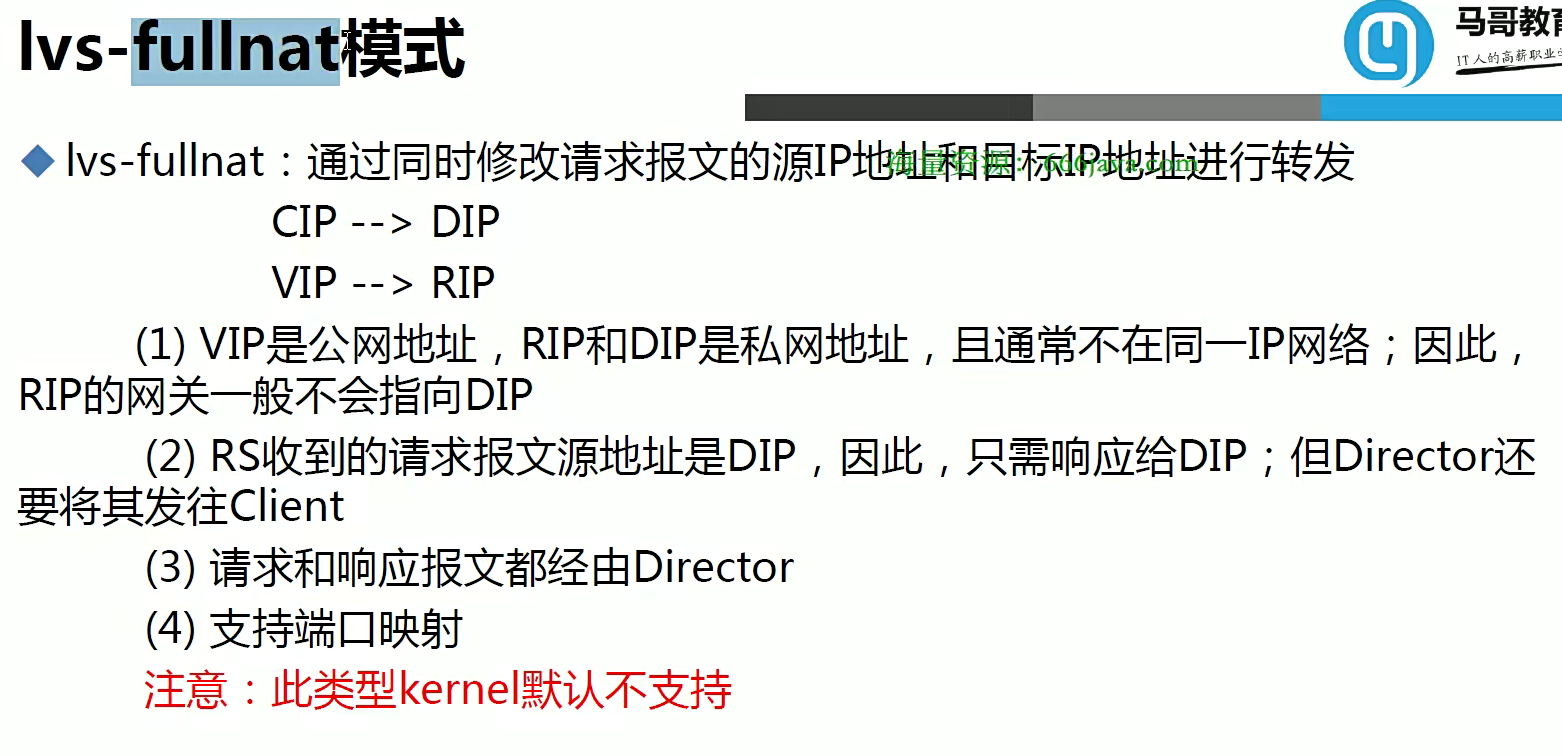 lvs-fullnat模式
马哥教育
IT人的高薪职业学
lvs-fullnat：通过同时修改请求报文的源IP地址和目标IP地址进行转发
海量资源：666java.com
CIP --> DIP
VIP --> RIP
(1) VIP是公网地址，RIP和DIP是私网地址，且通常不在同一IP网络；因此，
RIP的网关一般不会指向DIP
(2) RS收到的请求报文源地址是DIP，因此，只需响应给DIP；但Director还
要将其发往Client
(3) 请求和响应报文都经由Director
(4) 支持端口映射
注意：此类型kernel默认不支持